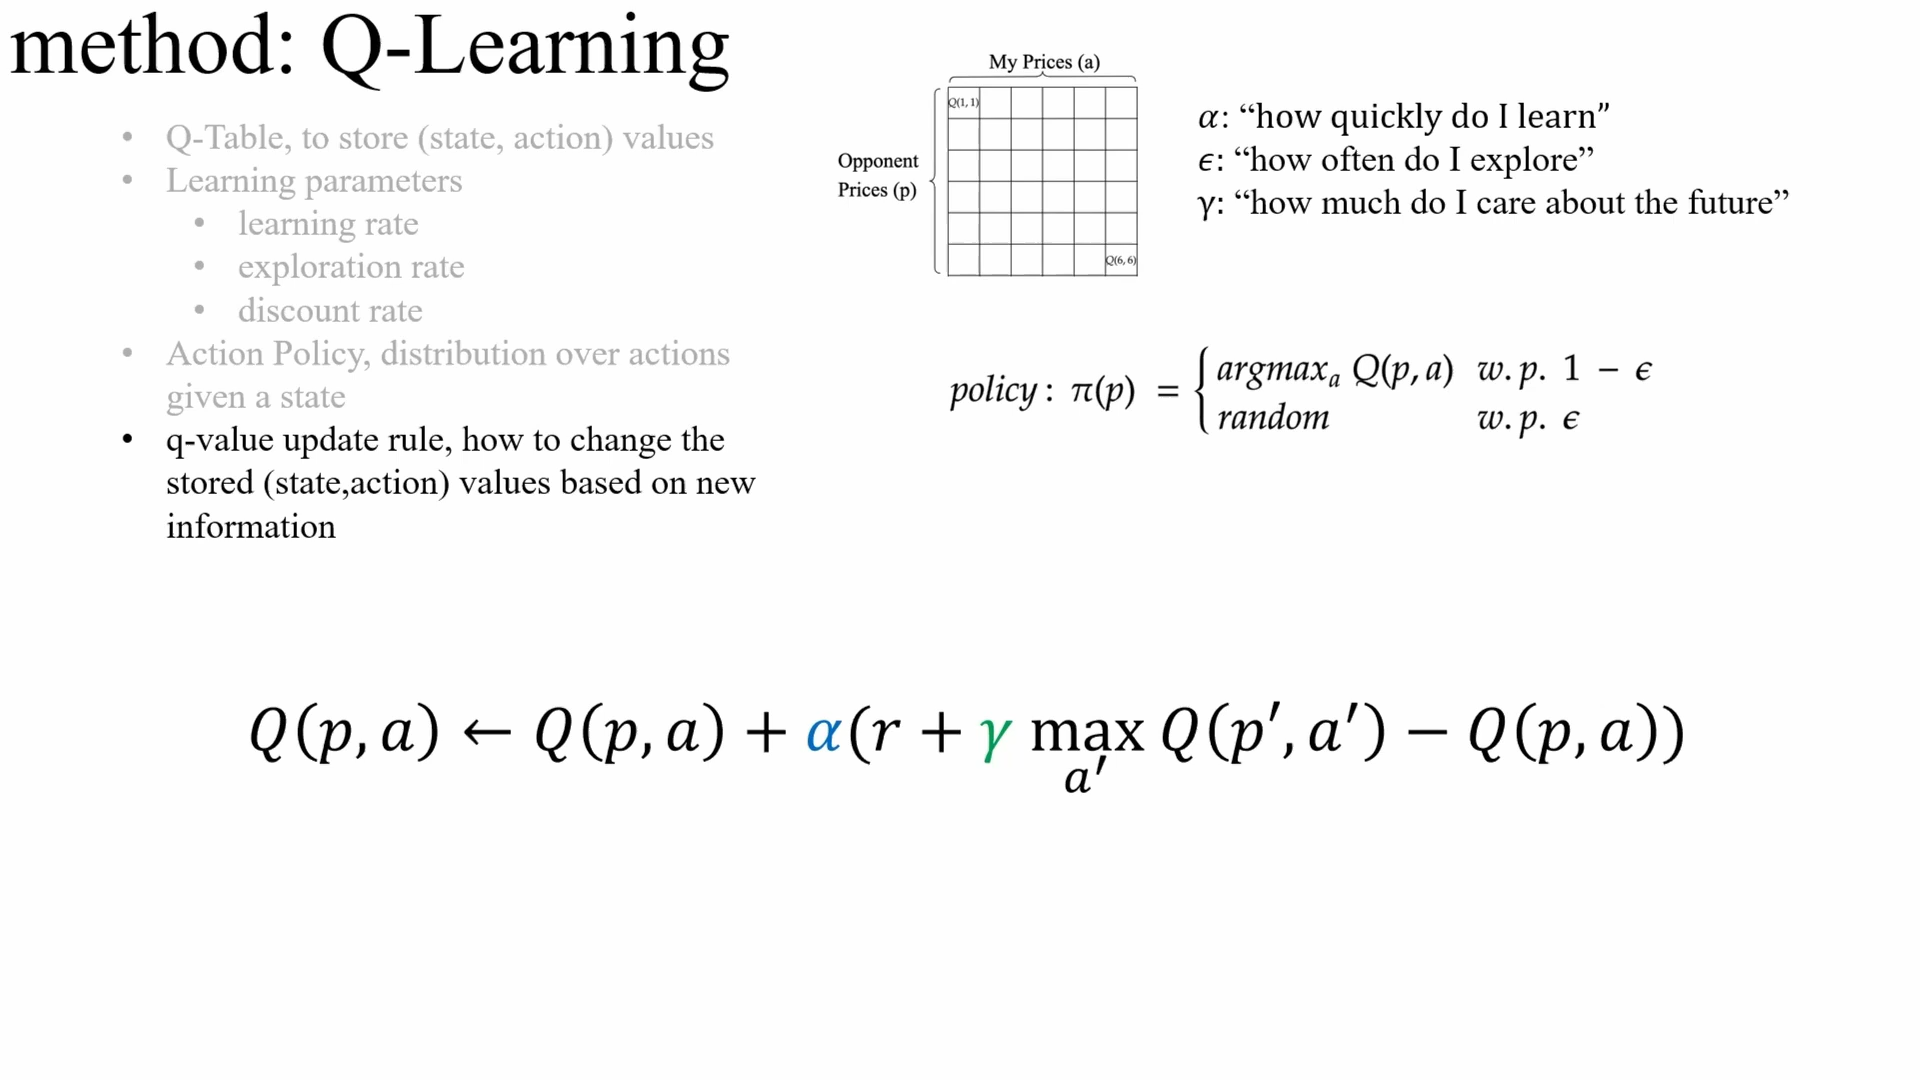 method: Q-Learning
• Q-Table, to store (state, action) values
• Learning parameters
• learning rate
• exploration rate
• discount rate
• Action Policy, distribution over actions
given a state
• q-value update rule, how to change the
stored (state,action) values based on new
information
My Prices (a)
Opponent
Prices (p)
Q(1, 1)
Q(6, 6)
α: “how quickly do I learn”
ϵ: “how often do I explore”
γ: “how much do I care about the future”
policy : π(p) = { argmaxₐ Q(p, a) w. p. 1 − ϵ
random w. p. ϵ
Q(p, a) ← Q(p, a) + α(r + γ max Q(p′, a′) − Q(p, a))
a′